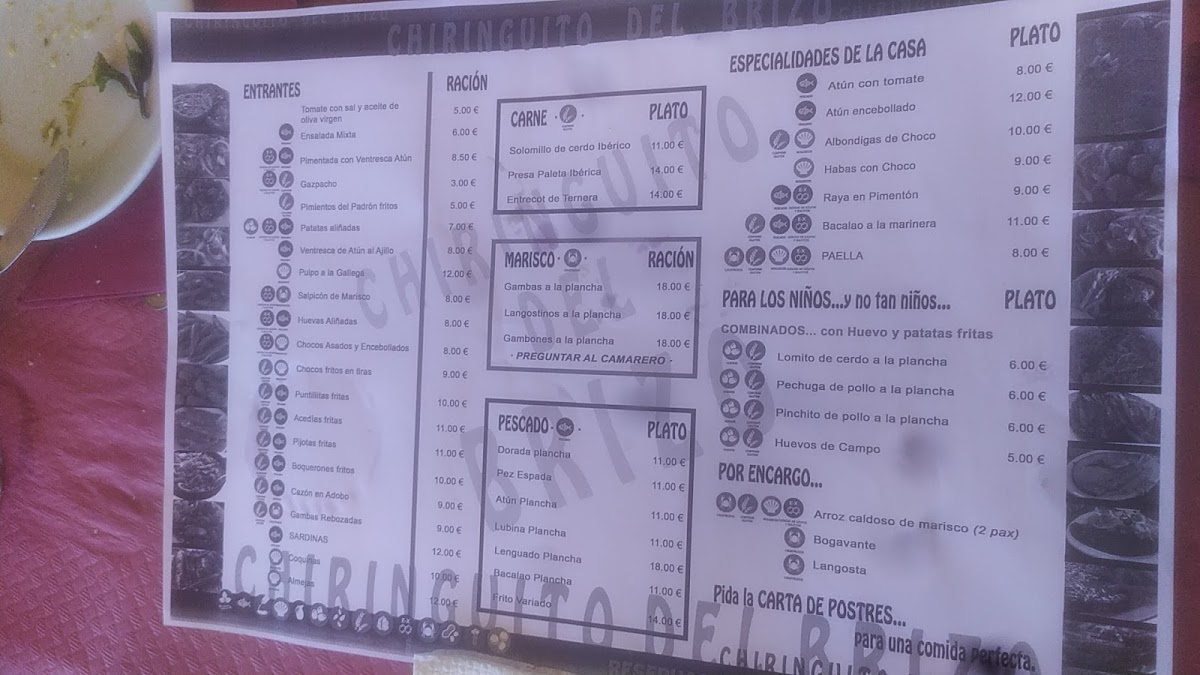 CHIRINGUITO DEL BRIZO
ENTRANTES RACIÓN
Tomate con sal y aceite de
oliva virgen 5.00 €
Ensalada Mixta 6.00 €
Pimentada con Ventresca Atún 8.50 €
Gazpacho 3.00 €
Pimientos del Padrón fritos 5.00 €
Patatas aliñadas 7.00 €
Ventresca de Atún al Ajillo 8.00 €
Pulpo a la Gallega 12.00 €
Salpicón de Marisco 8.00 €
Huevas Aliñadas 8.00 €
Chocos Asados y Encebollados 8.00 €
Chocos fritos en tiras 9.00 €
Puntillitas fritas 10.00 €
Acedías fritas 11.00 €
Pijotas fritas 11.00 €
Boquerones fritos 10.00 €
Cazón en Adobo 9.00 €
Gambas Rebozadas 9.00 €
SARDINAS 12.00 €
Coquinas 10.00 €
Almejas 12.00 €
CARNE PLATO
Solomillo de cerdo Ibérico 11.00 €
Presa Paleta Ibérica 14.00 €
Entrecot de Ternera 14.00 €
MARISCO RACIÓN
Gambas a la plancha 18.00 €
Langostinos a la plancha 18.00 €
Gambones a la plancha 18.00 €
- PREGUNTAR AL CAMARERO -
PESCADO PLATO
Dorada plancha 11.00 €
Pez Espada 11.00 €
Atún Plancha 11.00 €
Lubina Plancha 11.00 €
Lenguado Plancha 18.00 €
Bacalao Plancha 11.00 €
Frito Variado 14.00 €
ESPECIALIDADES DE LA CASA PLATO
Atún con tomate 8.00 €
Atún encebollado 12.00 €
Albondigas de Choco 10.00 €
Habas con Choco 9.00 €
Raya en Pimentón 9.00 €
Bacalao a la marinera 11.00 €
PAELLA 8.00 €
PARA LOS NIÑOS...y no tan niños... PLATO
COMBINADOS... con Huevo y patatas fritas
Lomito de cerdo a la plancha 6.00 €
Pechuga de pollo a la plancha 6.00 €
Pinchito de pollo a la plancha 6.00 €
Huevos de Campo 5.00 €
POR ENCARGO...
Arroz caldoso de marisco (2 pax)
Bogavante
Langosta
Pida la CARTA DE POSTRES...
para una comida perfecta.
CHIRINGUITO DEL BRIZO
CHIRINGUITO DEL BRIZO